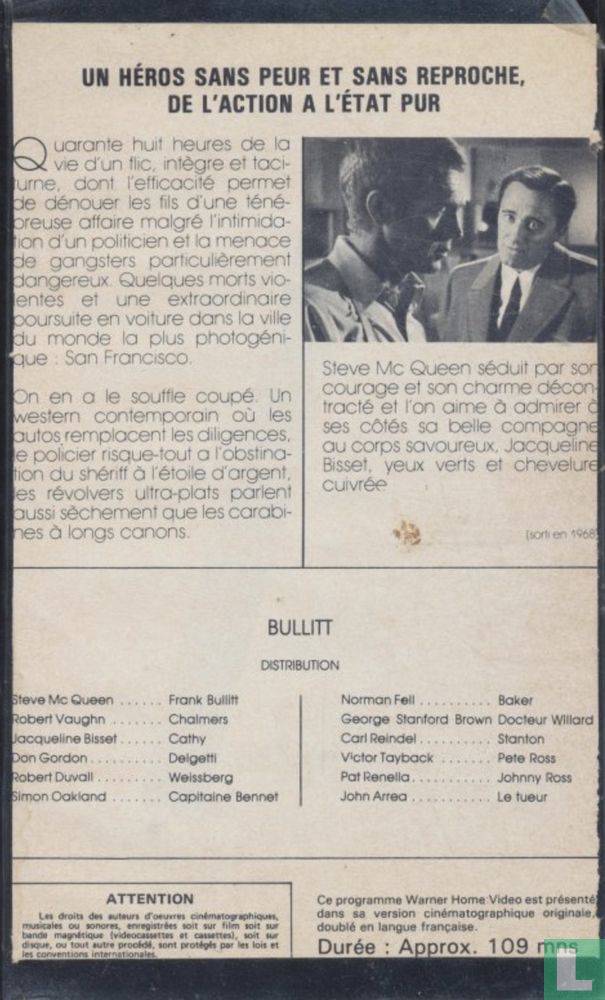 UN HÉROS SANS PEUR ET SANS REPROCHE,
DE L'ACTION A L'ÉTAT PUR
Quarante huit heures de la
vie d'un flic, intègre et taci-
turne, dont l'efficacité permet
de dénouer les fils d'une téné-
breuse affaire malgré l'intimida-
tion d'un politicien et la menace
de gangsters particulièrement
dangereux. Quelques morts vio-
lentes et une extraordinaire
poursuite en voiture dans la ville
du monde la plus photogéni-
que : San Francisco.
On en a le souffle coupé. Un
western contemporain où les
autos remplacent les diligences,
le policier risque-tout a l'obstina-
tion du shériff à l'étoile d'argent,
les révolvers ultra-plats parlent
aussi sèchement que les carabi-
nes à longs canons.
Steve Mc Queen séduit par son
courage et son charme décon-
tracté et l'on aime à admirer à
ses côtés sa belle compagne
au corps savoureux, Jacqueline
Bisset, yeux verts et chevelure
cuivrée
(sorti en 1968)
BULLITT
DISTRIBUTION
Steve Mc Queen ...... Frank Bullitt
Robert Vaughn ....... Chalmers
Jacqueline Bisset ..... Cathy
Don Gordon .......... Delgetti
Robert Duvall .......... Weissberg
Simon Oakland ....... Capitaine Bennet
Norman Fell .......... Baker
George Stanford Brown Docteur Willard
Carl Reindel .......... Stanton
Victor Tayback ....... Pete Ross
Pat Renella ........... Johnny Ross
John Arrea ........... Le tueur
ATTENTION
Les droits des auteurs d'oeuvres cinématographiques,
musicales ou sonores, enregistrées soit sur film soit sur
bande magnétique (videocassettes et cassettes), soit sur
disque, ou tout autre procédé, sont protégés par les lois et
les conventions internationales.
Ce programme Warner Home Video est présenté
dans sa version cinématographique originale,
doublé en langue française.
Durée : Approx. 109 mns
L